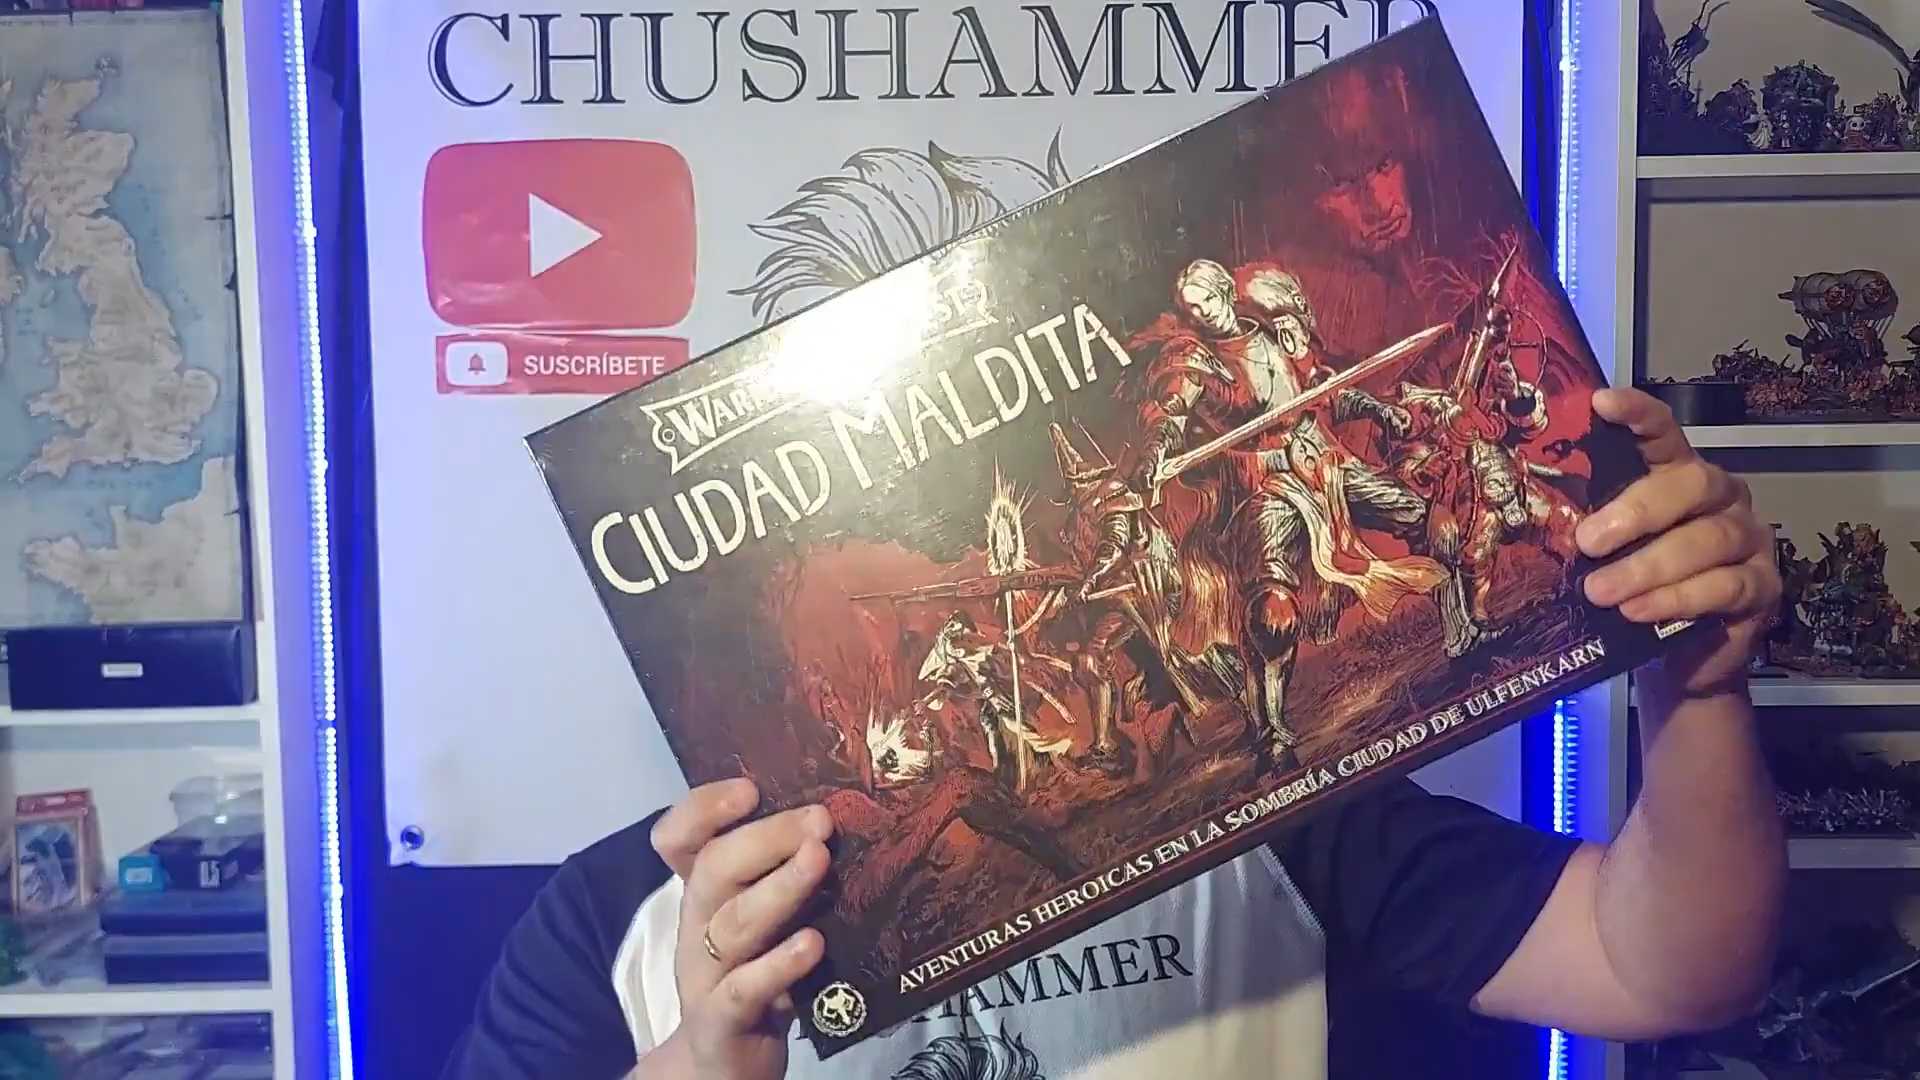 CHUSHAMMER
SUSCRÍBETE
CIUDAD MALDITA
AVENTURAS HEROICAS EN LA SOMBRÍA CIUDAD DE ULFENKARN
HAMMER